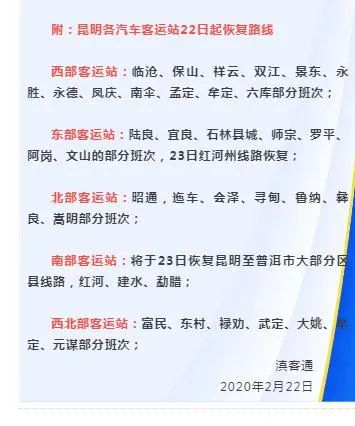 附：昆明各汽车客运站22日起恢复路线
西部客运站：临沧、保山、祥云、双江、景东、永
胜、永德、凤庆、南伞、孟定、牟定、六库部分班次；
东部客运站：陆良、宜良、石林县城、师宗、罗平、
阿岗、文山的部分班次，23日红河州线路恢复；
北部客运站：昭通，迤车、会泽、寻甸、鲁纳、彝
良、嵩明部分班次；
南部客运站：将于23日恢复昆明至普洱市大部分区
县线路，红河、建水、勐腊；
西北部客运站：富民、东村、禄劝、武定、大姚、牟
定、元谋部分班次；
滇客通
2020年2月22日